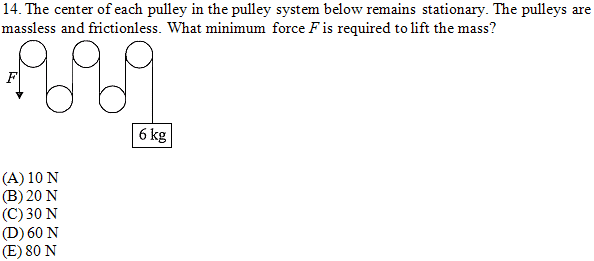 14. The center of each pulley in the pulley system below remains stationary. The pulleys are
massless and frictionless. What minimum force F is required to lift the mass?
F
6 kg
(A) 10 N
(B) 20 N
(C) 30 N
(D) 60 N
(E) 80 N